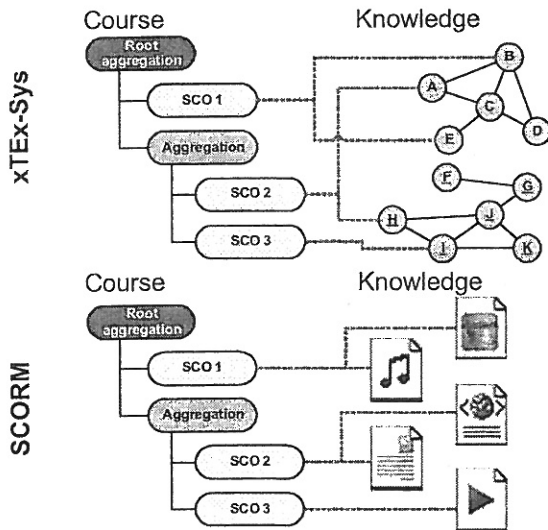 xTEx-Sys
Course
Knowledge
Root
aggregation
SCO 1
Aggregation
SCO 2
SCO 3
B
A
C
D
E
F
G
H
J
I
K
SCORM
Course
Knowledge
Root
aggregation
SCO 1
Aggregation
SCO 2
SCO 3